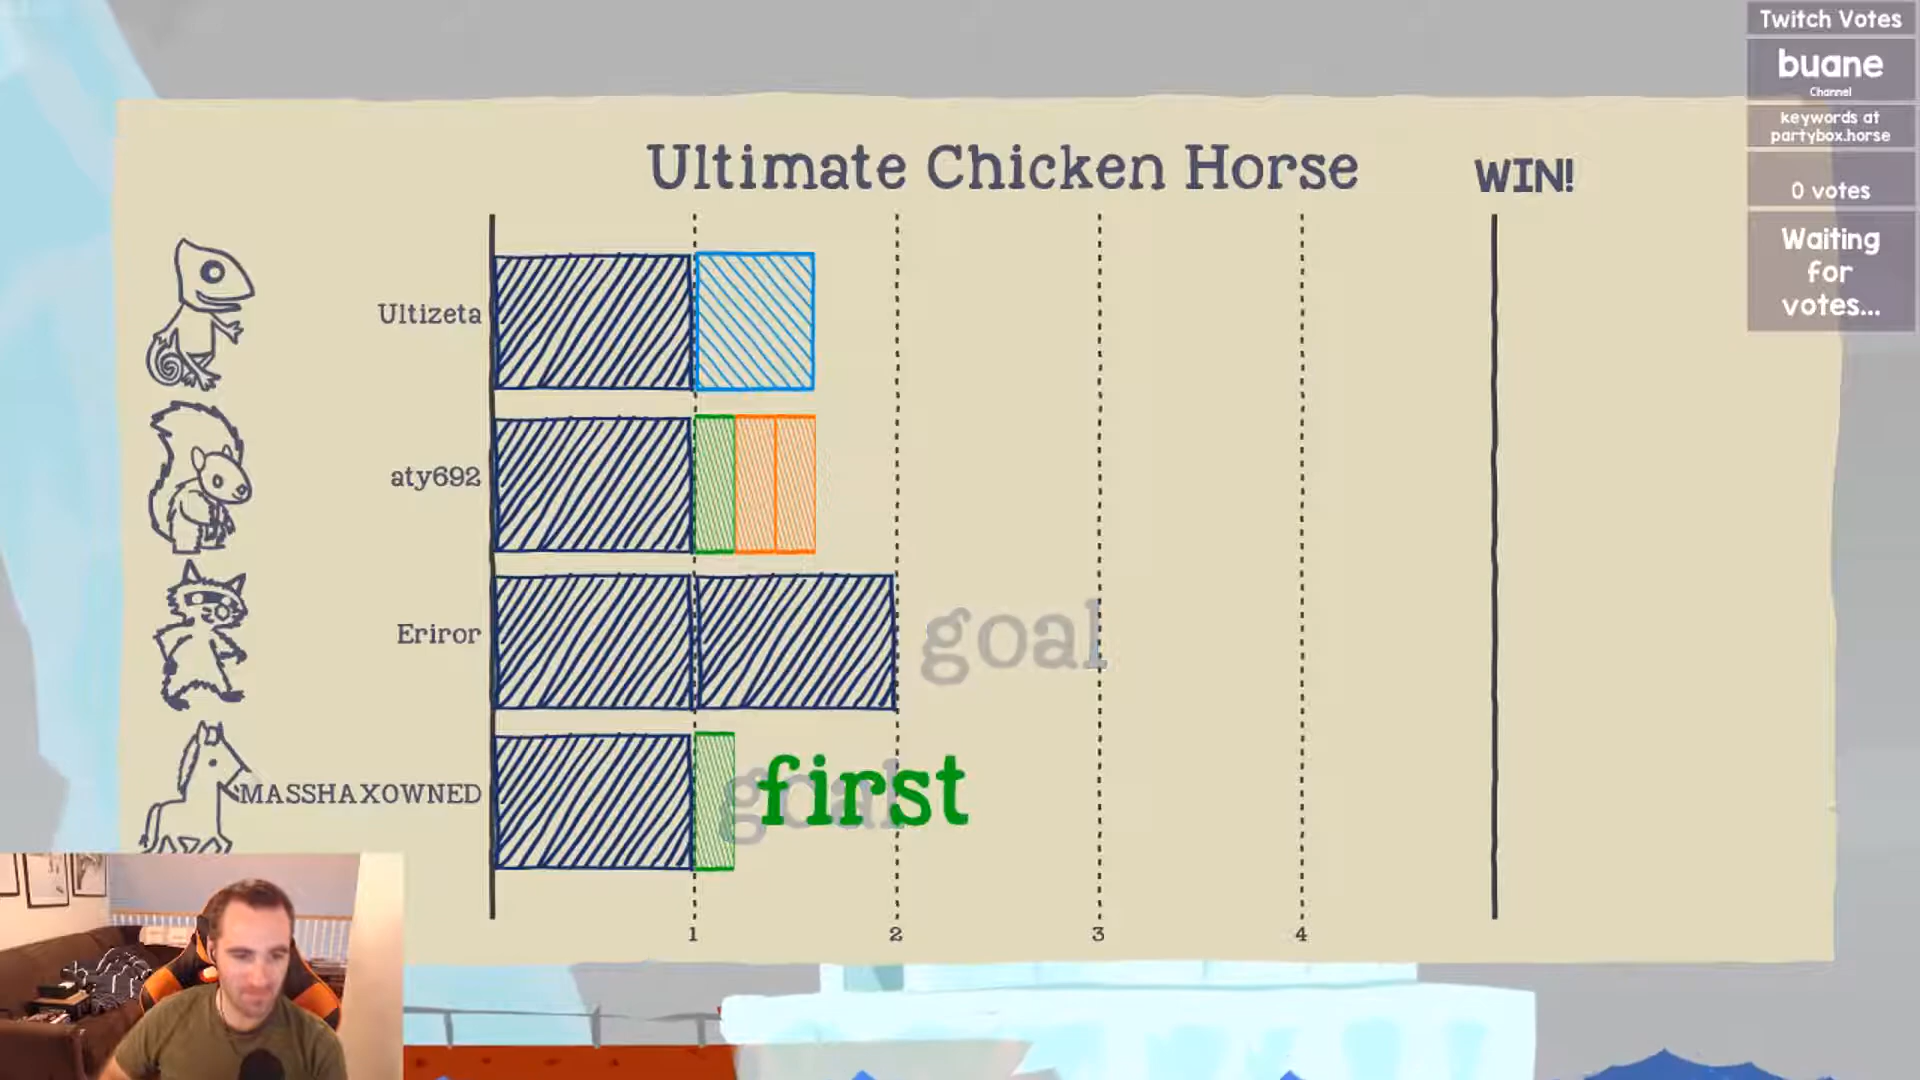 Twitch Votes
buane
Channel
keywords at
partybox.horse
0 votes
Waiting
for
votes...
Ultimate Chicken Horse
WIN!
Ultizeta
aty692
Eriror
goal
MASSHAXOWNED
goal
first
1
2
3
4